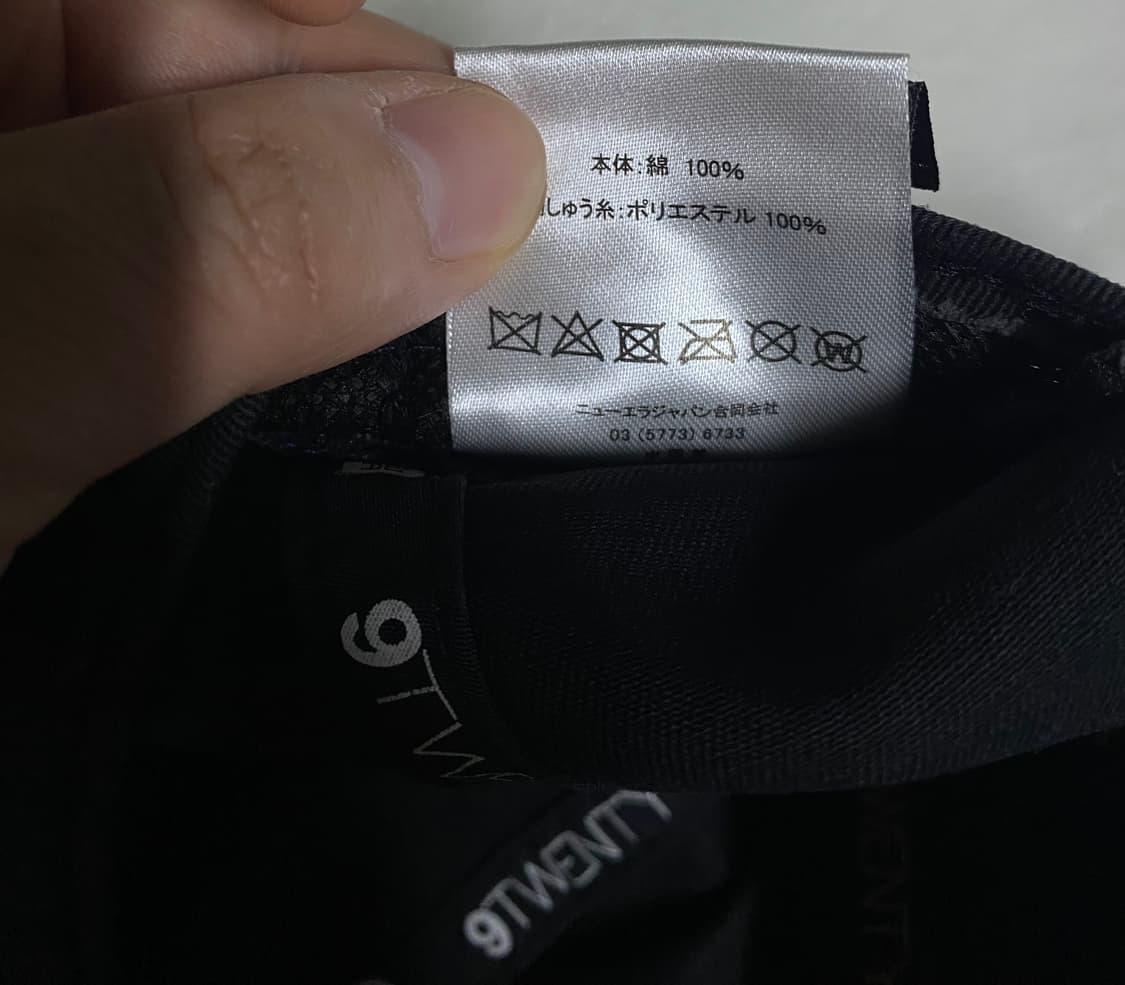 本体:綿 100%
しゅう糸:ポリエステル 100%
W
ニューエラジャパン合同会社
03 (5773) 6733
9TW
9TWENTY